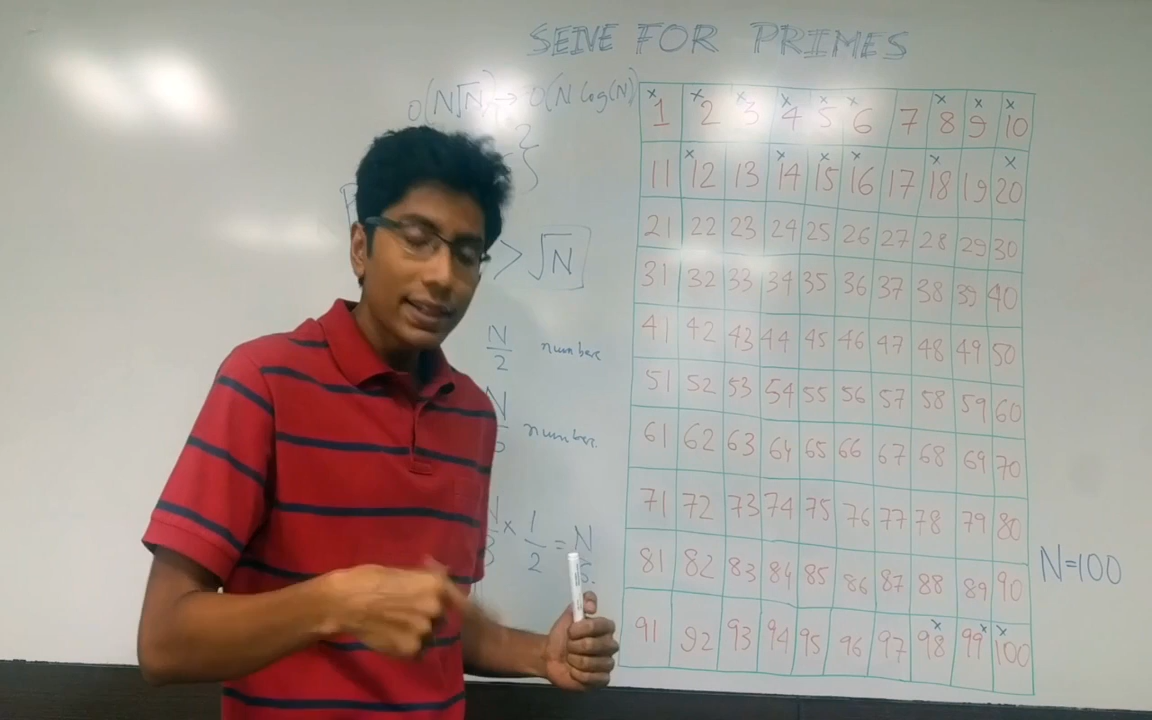 SEIVE FOR PRIMES
O(N√N) → O(N log(N))
> √N
N/2 numbers
numbers.
N/3 × 1/2 = N
1 2 3 4 5 6 7 8 9 10
11 12 13 14 15 16 17 18 19 20
21 22 23 24 25 26 27 28 29 30
31 32 33 34 35 36 37 38 39 40
41 42 43 44 45 46 47 48 49 50
51 52 53 54 55 56 57 58 59 60
61 62 63 64 65 66 67 68 69 70
71 72 73 74 75 76 77 78 79 80
81 82 83 84 85 86 87 88 89 90
91 92 93 94 95 96 97 98 99 100
N=100